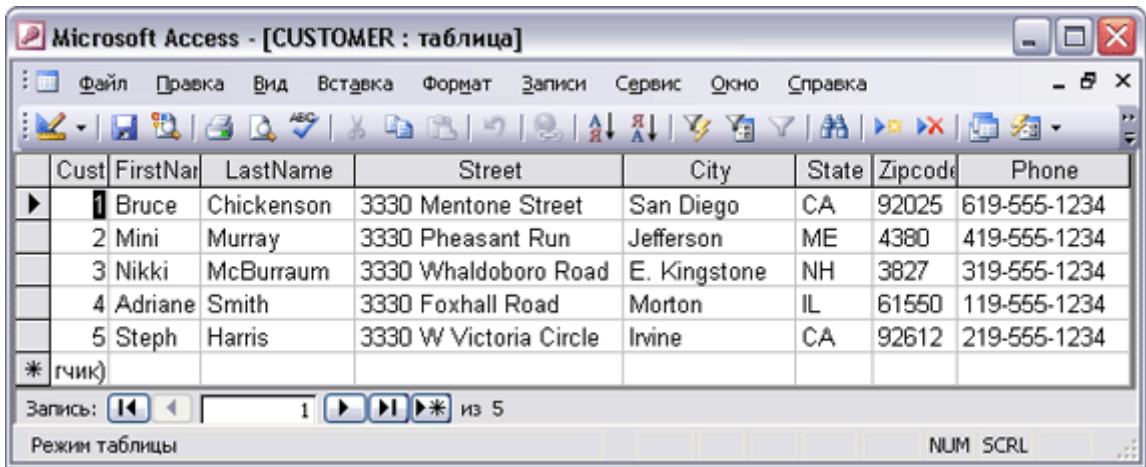 Microsoft Access - [CUSTOMER : таблица]
Файл Правка Вид Вставка Формат Записи Сервис Окно Справка
Cust FirstNar LastName Street City State Zipcode Phone
1 Bruce Chickenson 3330 Mentone Street San Diego CA 92025 619-555-1234
2 Mini Murray 3330 Pheasant Run Jefferson ME 4380 419-555-1234
3 Nikki McBurraum 3330 Whaldoboro Road E. Kingstone NH 3827 319-555-1234
4 Adriane Smith 3330 Foxhall Road Morton IL 61550 119-555-1234
5 Steph Harris 3330 W Victoria Circle Irvine CA 92612 219-555-1234
гчик)
Запись: 1 из 5
Режим таблицы NUM SCRL